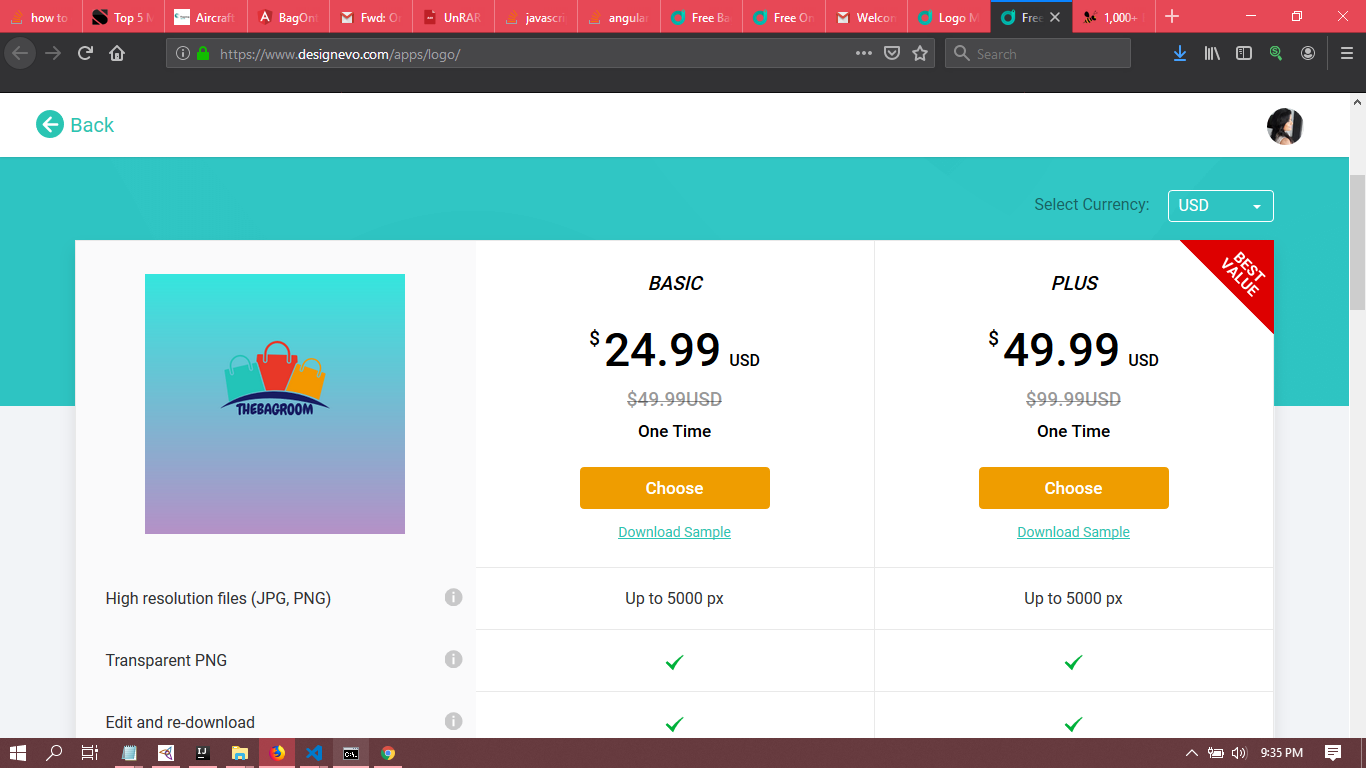 how to
Top 5 M
Aircraft
BagOnt
Fwd: O
UnRAR
javascri
angular
Free Ba
Free On
Welcon
Logo M
Free
1,000+
https://www.designevo.com/apps/logo/
Search
Back
Select Currency:
USD
BEST
VALUE
BASIC
PLUS
$24.99 USD
$49.99 USD
$49.99USD
$99.99USD
One Time
One Time
Choose
Choose
Download Sample
Download Sample
THEBAGROOM
High resolution files (JPG, PNG)
Up to 5000 px
Up to 5000 px
Transparent PNG
Edit and re-download
9:35 PM